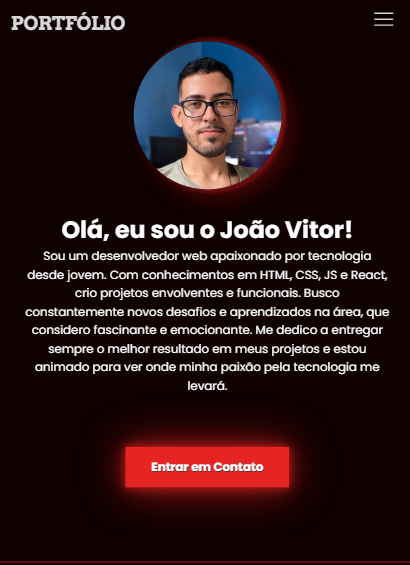 PORTFÓLIO
Olá, eu sou o João Vitor!
Sou um desenvolvedor web apaixonado por tecnologia
desde jovem. Com conhecimentos em HTML, CSS, JS e React,
crio projetos envolventes e funcionais. Busco
constantemente novos desafios e aprendizados na área, que
considero fascinante e emocionante. Me dedico a entregar
sempre o melhor resultado em meus projetos e estou
animado para ver onde minha paixão pela tecnologia me
levará.
Entrar em Contato